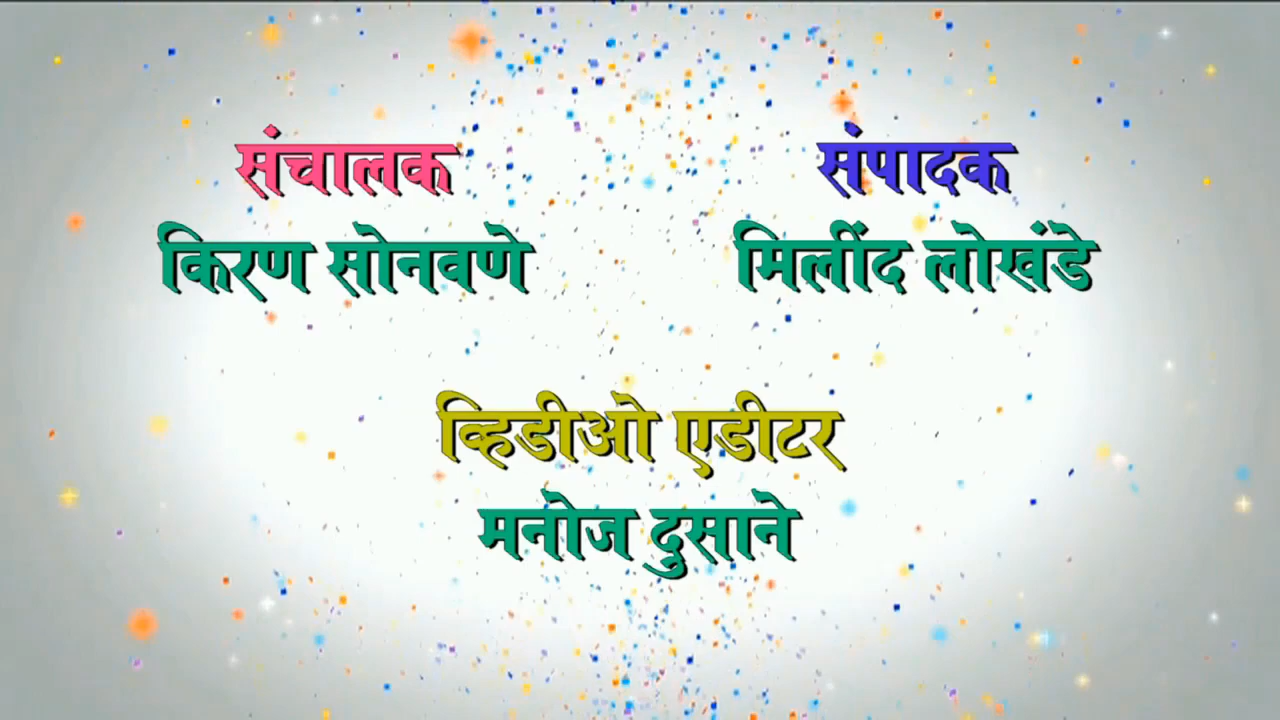 संचालक
किरण सोनवणे
संपादक
मिलींद लोखंडे
व्हिडीओ एडीटर
मनोज दुसाने